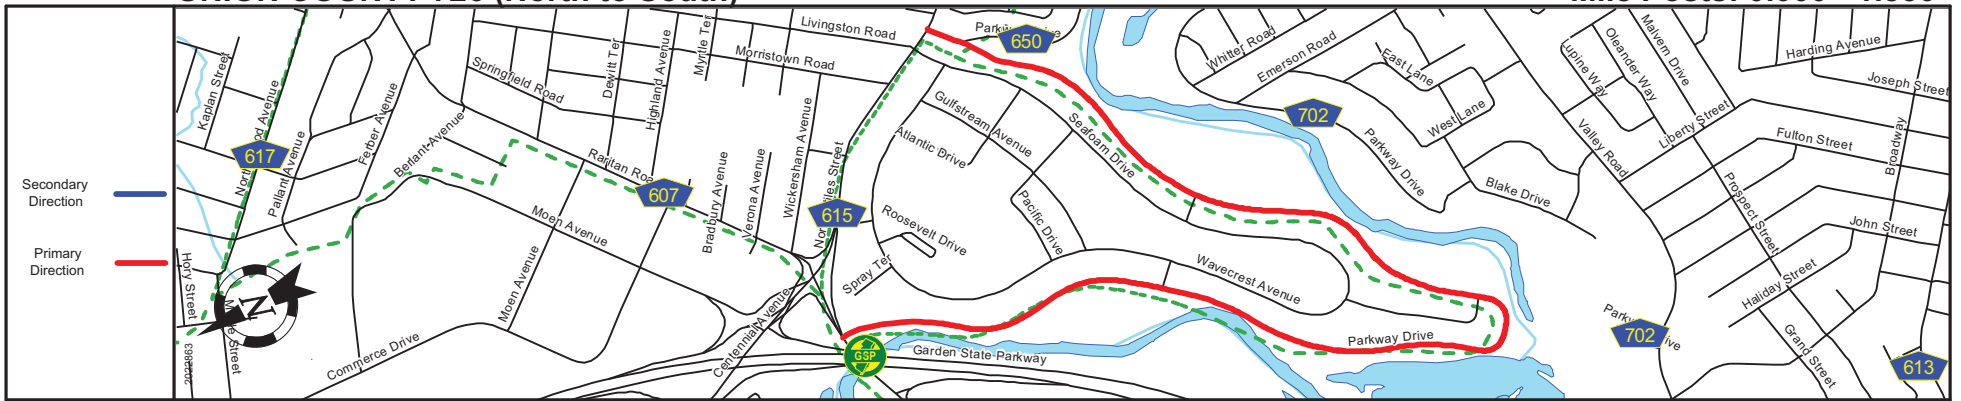 Secondary
Direction
Primary
Direction
Kaplan Street
617
Pallant Avenue
Ferber Avenue
Hory Street
2022863
N
Commerce Drive
Springfield Road
Dewitt Ter
Highland Avenue
Myrtle Ter
Livingston Road
Morristown Road
Raritan
607
Moen Avenue
Moen Avenue
Bradbury Avenue
Verona Avenue
Wickersham Avenue
615
Centennial Avenue
GSP
Garden State Parkway
Spray Ter
Roosevelt Drive
Atlantic Drive
Gulfstream Avenue
Pacific Drive
Seafoam Drive
650
Wavecrest Avenue
Parkway Drive
Whitter Road
Emerson Road
East Lane
West Lane
702
Parkway Drive
Blake Drive
Lupine Way
Oleander Way
Malvern Drive
Valley Road
Liberty Street
Prospect Street
Harding Avenue
Joseph Street
Fulton Street
Broadway
John Street
Haliday Street
Grand Street
702
613